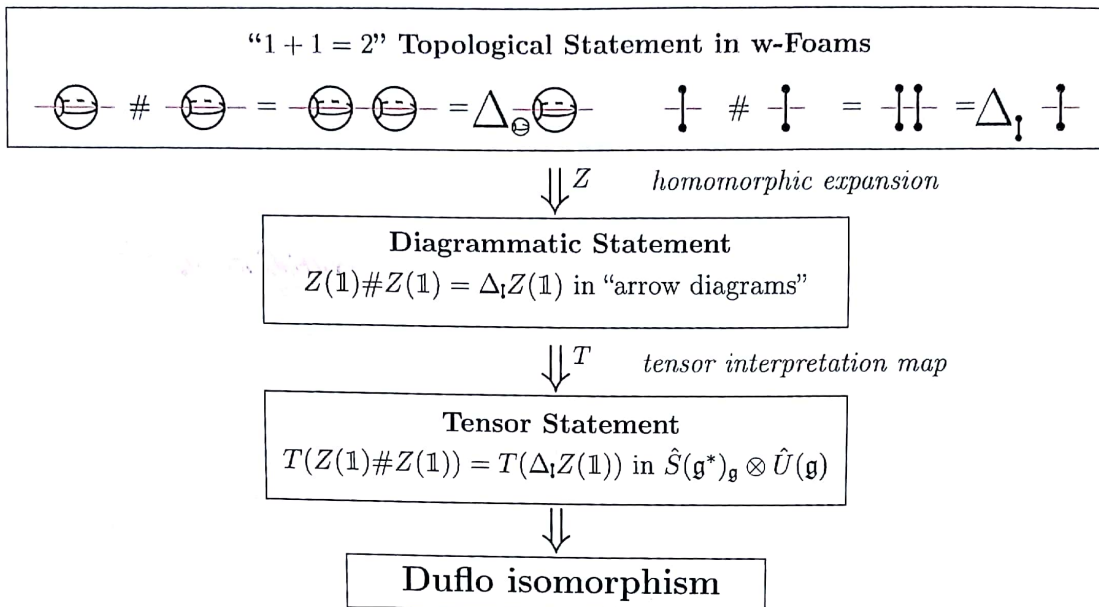 “1 + 1 = 2” Topological Statement in w-Foams
# = = Δ # = = Δ
Z homomorphic expansion
Diagrammatic Statement
Z(𝟙)#Z(𝟙) = Δ Z(𝟙) in “arrow diagrams”
T tensor interpretation map
Tensor Statement
T(Z(𝟙)#Z(𝟙)) = T(Δ Z(𝟙)) in Ŝ(𝔤*)𝔤 ⊗ Û(𝔤)
Duflo isomorphism